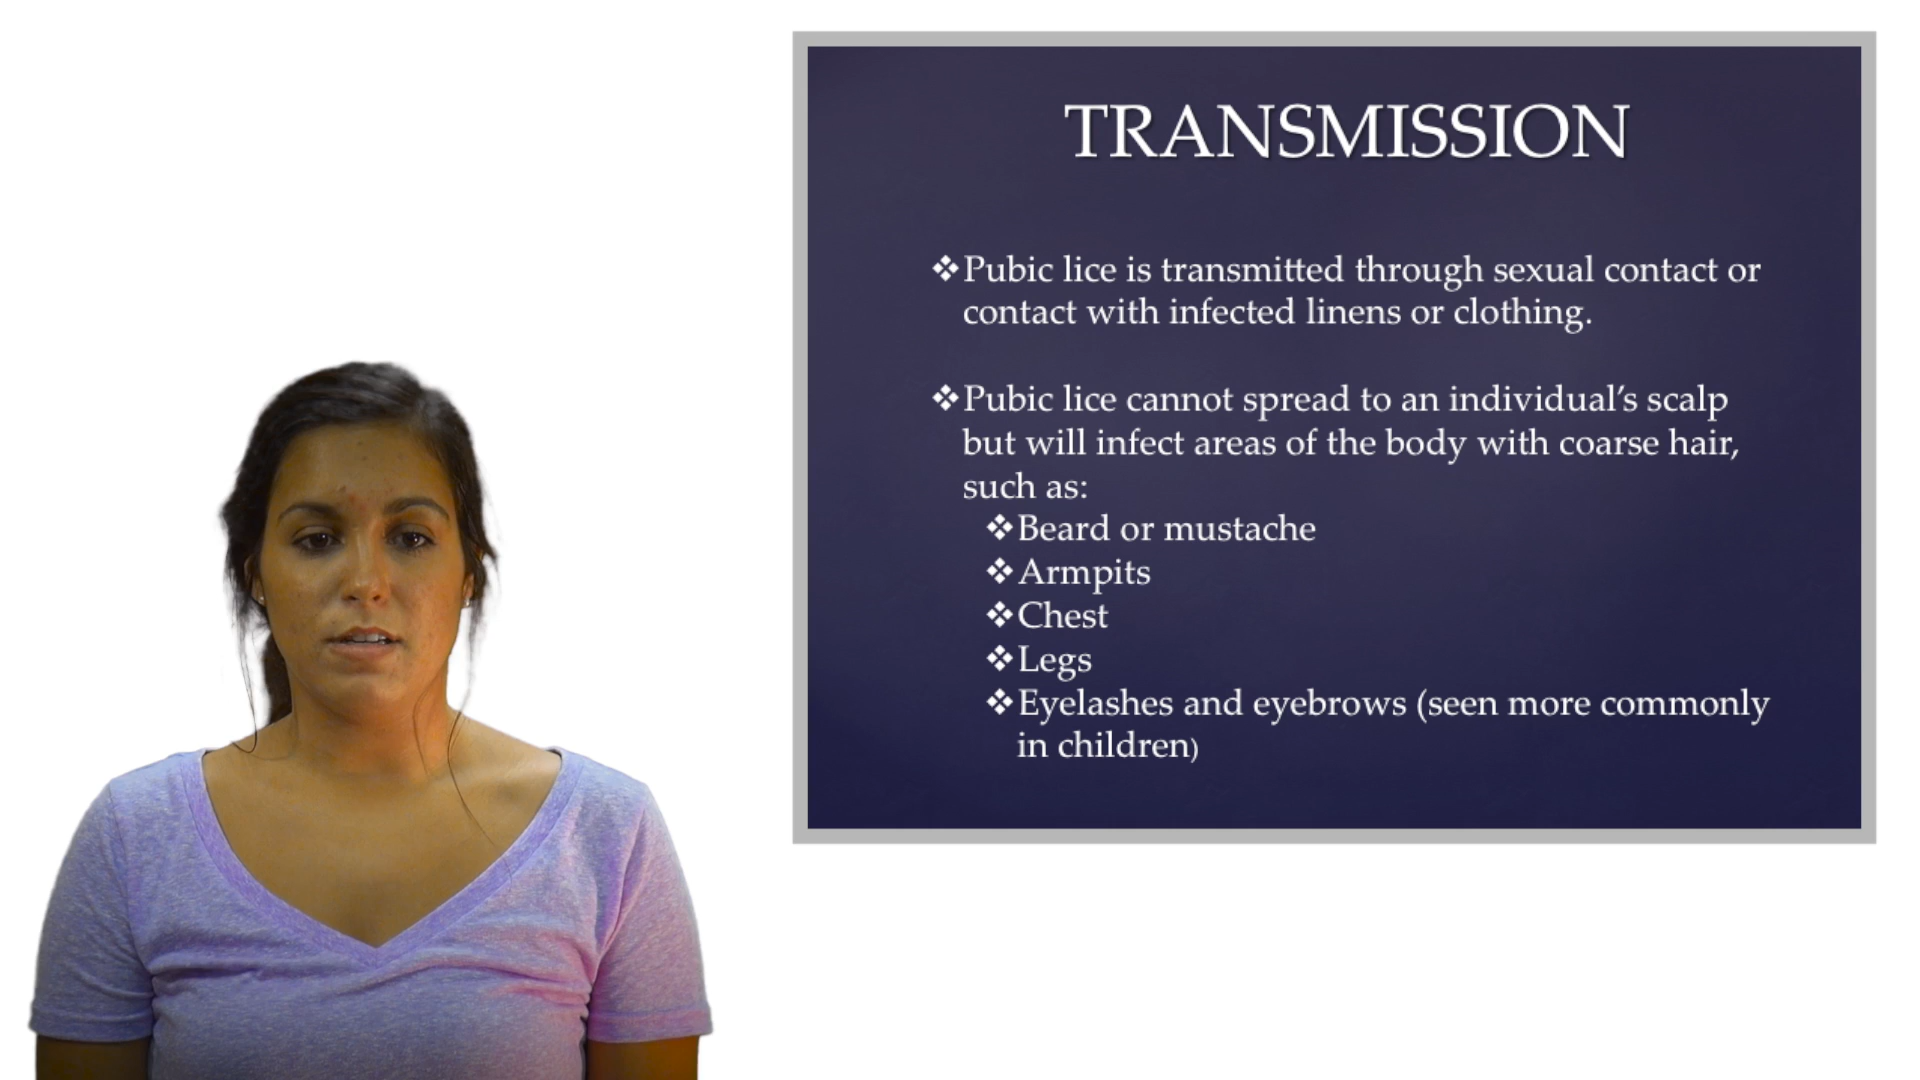 TRANSMISSION
❖Pubic lice is transmitted through sexual contact or
contact with infected linens or clothing.
❖Pubic lice cannot spread to an individual’s scalp
but will infect areas of the body with coarse hair,
such as:
❖Beard or mustache
❖Armpits
❖Chest
❖Legs
❖Eyelashes and eyebrows (seen more commonly
in children)